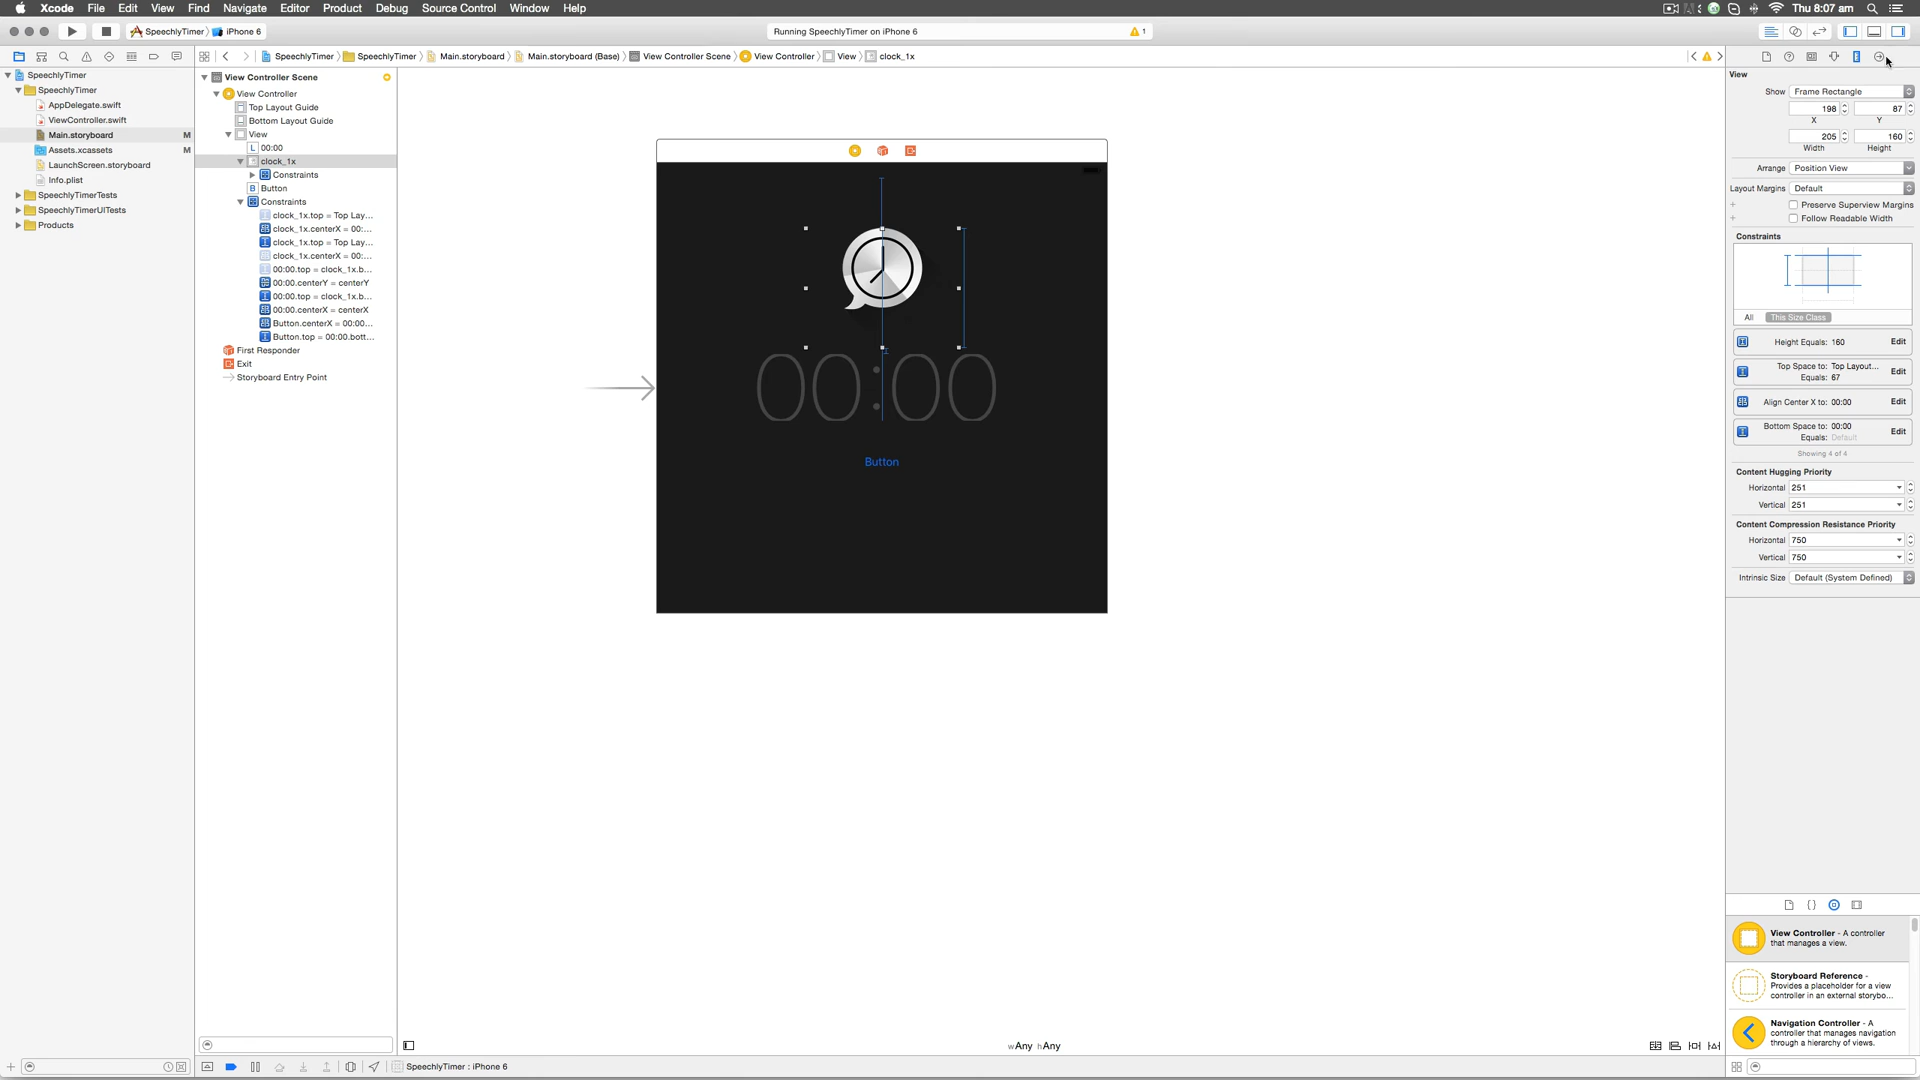 Xcode File Edit View Find Navigate Editor Product Debug Source Control Window Help Thu 8:07 am
SpeechlyTimer iPhone 6 Running SpeechlyTimer on iPhone 6 1
SpeechlyTimer SpeechlyTimer Main.storyboard Main.storyboard (Base) View Controller Scene View Controller View clock_1x
SpeechlyTimer
SpeechlyTimer
AppDelegate.swift
ViewController.swift
Main.storyboard M
Assets.xcassets M
LaunchScreen.storyboard
Info.plist
SpeechlyTimerTests
SpeechlyTimerUITests
Products
View Controller Scene
View Controller
Top Layout Guide
Bottom Layout Guide
View
L 00:00
clock_1x
Constraints
B Button
Constraints
clock_1x.top = Top Lay...
clock_1x.centerX = 00:...
clock_1x.top = Top Lay...
clock_1x.centerX = 00:...
00:00.top = clock_1x.b...
00:00.centerY = centerY
00:00.top = clock_1x.b...
00:00.centerX = centerX
Button.centerX = 00:00...
Button.top = 00:00.bott...
First Responder
Exit
Storyboard Entry Point
00:00
Button
View
Show Frame Rectangle
198 87
X Y
205 160
Width Height
Arrange Position View
Layout Margins Default
Preserve Superview Margins
Follow Readable Width
Constraints
All This Size Class
Height Equals: 160 Edit
Top Space to: Top Layout...
Equals: 67 Edit
Align Center X to: 00:00 Edit
Bottom Space to: 00:00
Equals: Default Edit
Showing 4 of 4
Content Hugging Priority
Horizontal 251
Vertical 251
Content Compression Resistance Priority
Horizontal 750
Vertical 750
Intrinsic Size Default (System Defined)
View Controller - A controller
that manages a view.
Storyboard Reference -
Provides a placeholder for a view
controller in an external storybo...
Navigation Controller - A
controller that manages navigation
through a hierarchy of views.
wAny hAny
SpeechlyTimer : iPhone 6